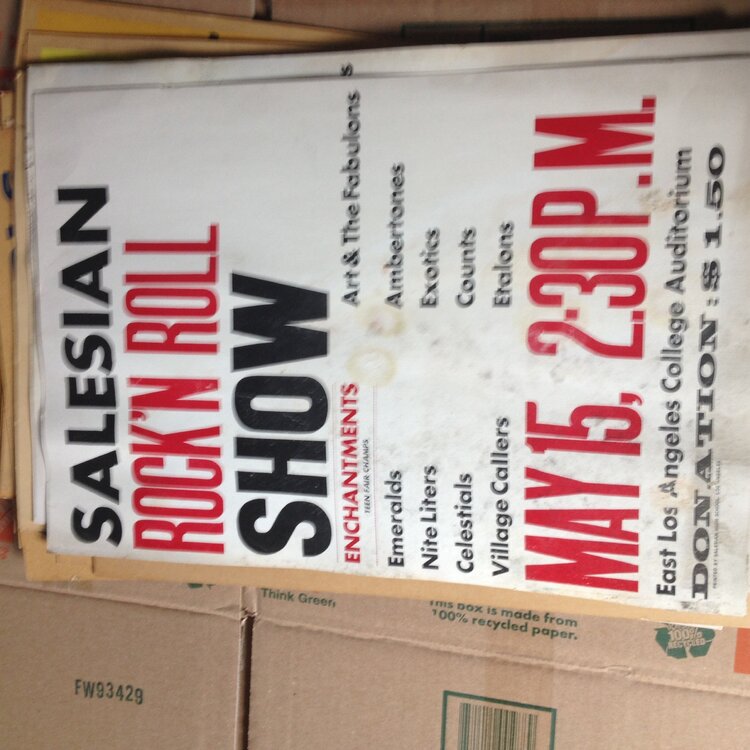 SALESIAN
ROCK'N ROLL
SHOW
ENCHANTMENTS
TEEN FAIR CHAMPS
Art & The Fabulons
s
Emeralds
Ambertones
Nite Liters
Exotics
Celestials
Counts
Village Callers
Etalons
MAY 15, 2:30 P.M.
East Los Angeles College Auditorium
DONATION: $1.50
Think Green,
This box is made from
100% recycled paper.
100%
RECYCLED
FW93429